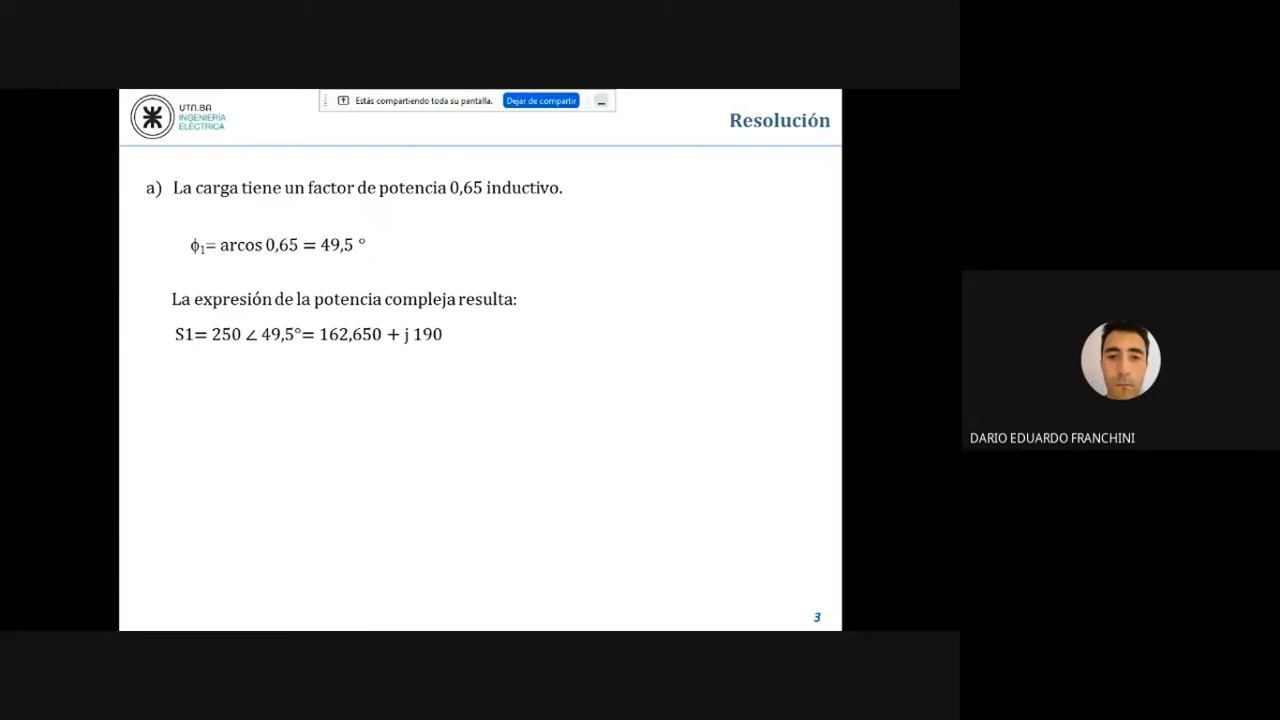 Estás compartiendo toda su pantalla.
Dejar de compartir
UTN.BA
INGENIERÍA
ELÉCTRICA
Resolución
a) La carga tiene un factor de potencia 0,65 inductivo.
ϕ₁= arcos 0,65 = 49,5 °
La expresión de la potencia compleja resulta:
S1= 250 ∠ 49,5°= 162,650 + j 190
DARIO EDUARDO FRANCHINI
3